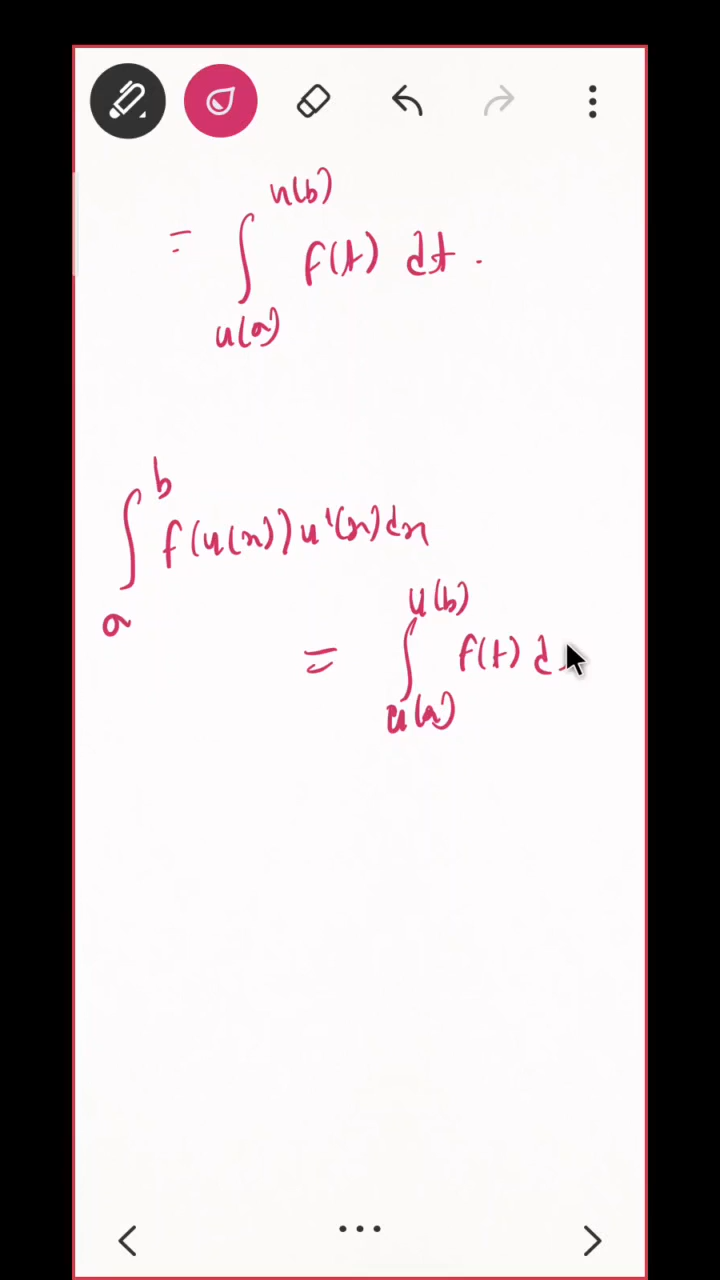 = ∫_{u(a)}^{u(b)} f(t) dt.
∫_{a}^{b} f(u(x)) u'(x) dx
= ∫_{u(a)}^{u(b)} f(t) d